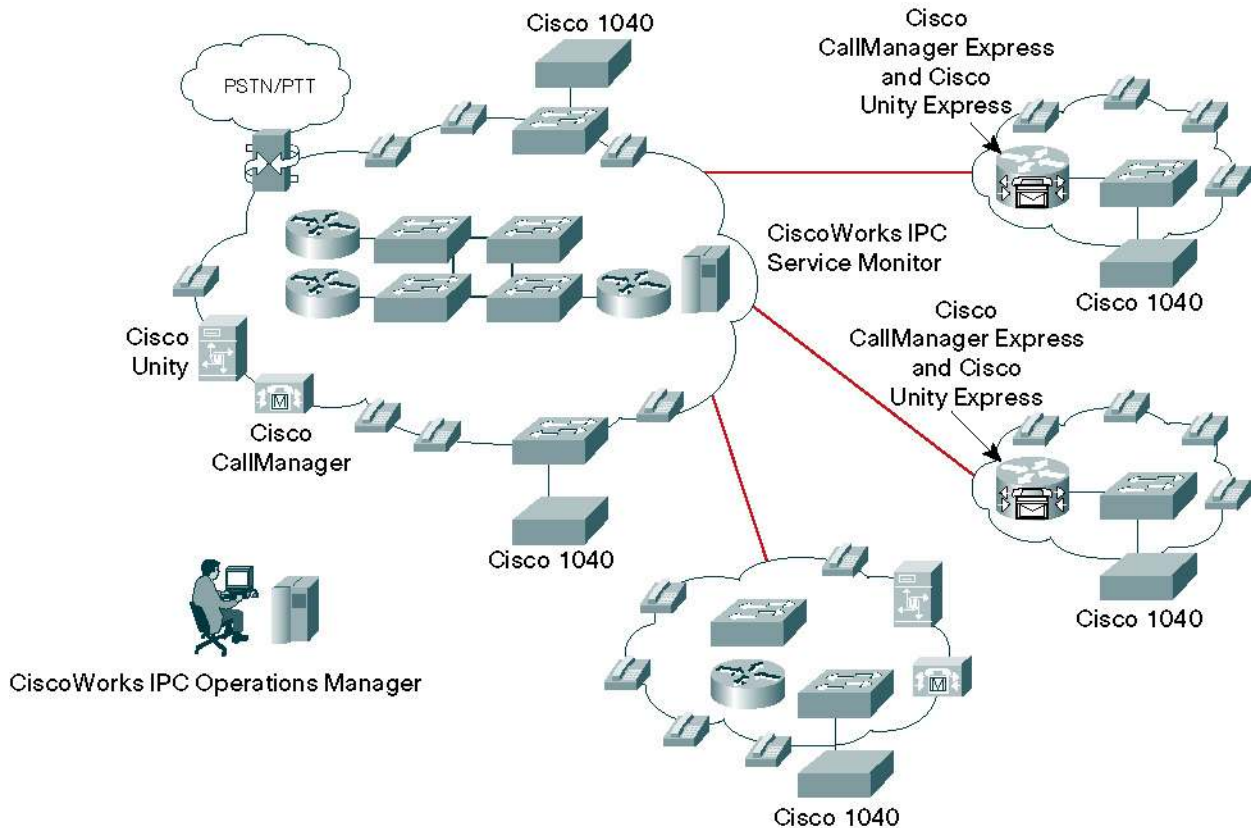 Cisco 1040
PSTN/PTT
Cisco
CallManager Express
and Cisco
Unity Express
Cisco 1040
CiscoWorks IPC
Service Monitor
Cisco
Unity
M
M
Cisco
CallManager
Cisco 1040
Cisco
CallManager Express
and Cisco
Unity Express
Cisco 1040
CiscoWorks IPC Operations Manager
M
M
Cisco 1040